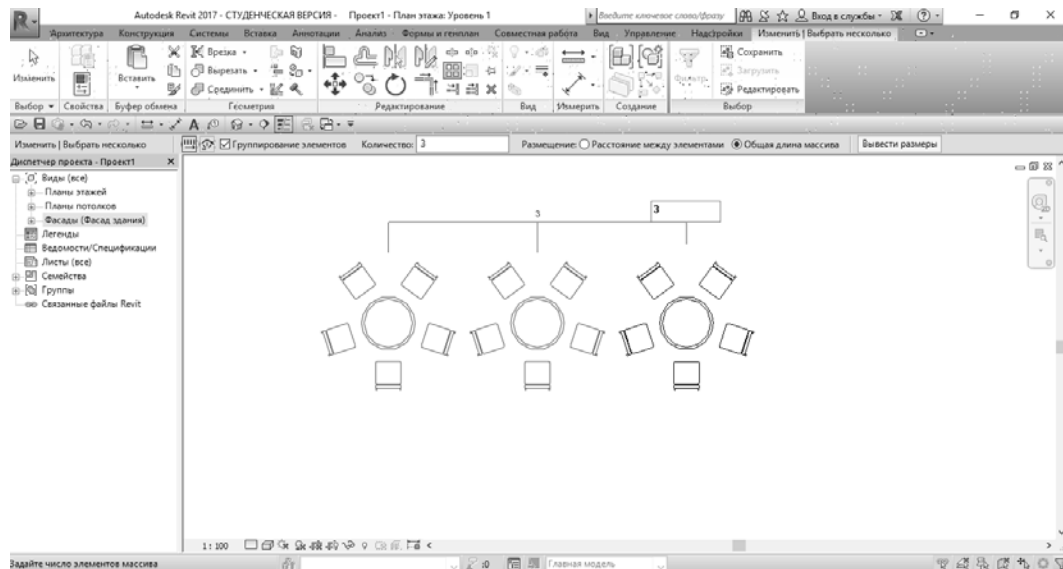 Autodesk Revit 2017 - СТУДЕНЧЕСКАЯ ВЕРСИЯ - Проект1 - План этажа: Уровень 1
Введите ключевое слово/фразу
Вход в службы
Архитектура Конструкция Системы Вставка Аннотации Анализ Формы и генплан Совместная работа Вид Управление Надстройки Изменить | Выбрать несколько
Изменить
Вставить
Врезка
Вырезать
Соединить
Фильтр
Сохранить
Загрузить
Редактировать
Выбор Свойства Буфер обмена Геометрия Редактирование Вид Измерить Создание Выбор
Изменить | Выбрать несколько Группирование элементов Количество: 3 Размещение: Расстояние между элементами Общая длина массива Вывести размеры
Диспетчер проекта - Проект1
Виды (все)
Планы этажей
Планы потолков
Фасады (Фасад здания)
Легенды
Ведомости/Спецификации
Листы (все)
Семейства
Группы
Связанные файлы Revit
3
3
1 : 100
Задайте число элементов массива
:0
Главная модель